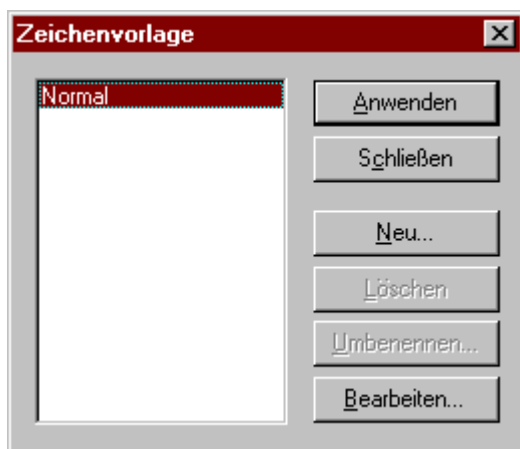 Zeichenvorlage
Normal
Anwenden
Schließen
Neu...
Löschen
Umbenennen...
Bearbeiten...